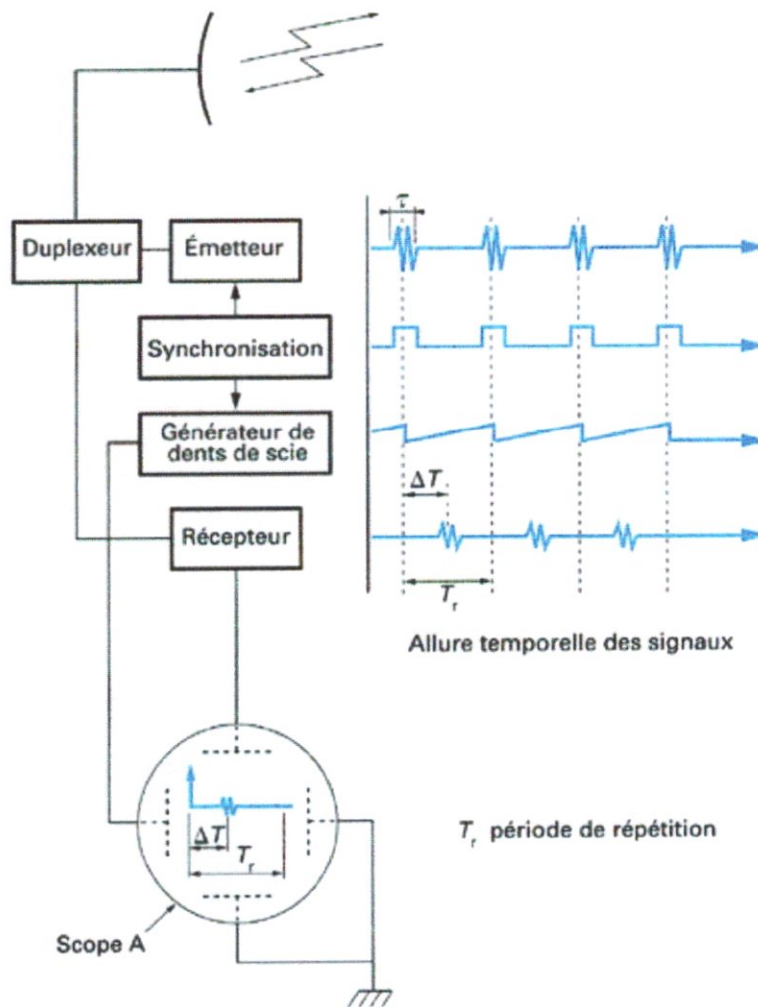 τ
Duplexeur
Émetteur
Synchronisation
Générateur de
dents de scie
ΔT
Récepteur
Tr
Allure temporelle des signaux
ΔT
Tr
Tr période de répétition
Scope A